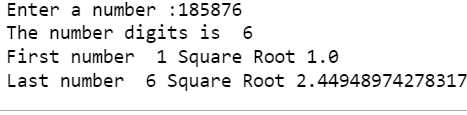 Enter a number :185876
The number digits is  6
First number  1 Square Root 1.0
Last number  6 Square Root 2.44948974278317